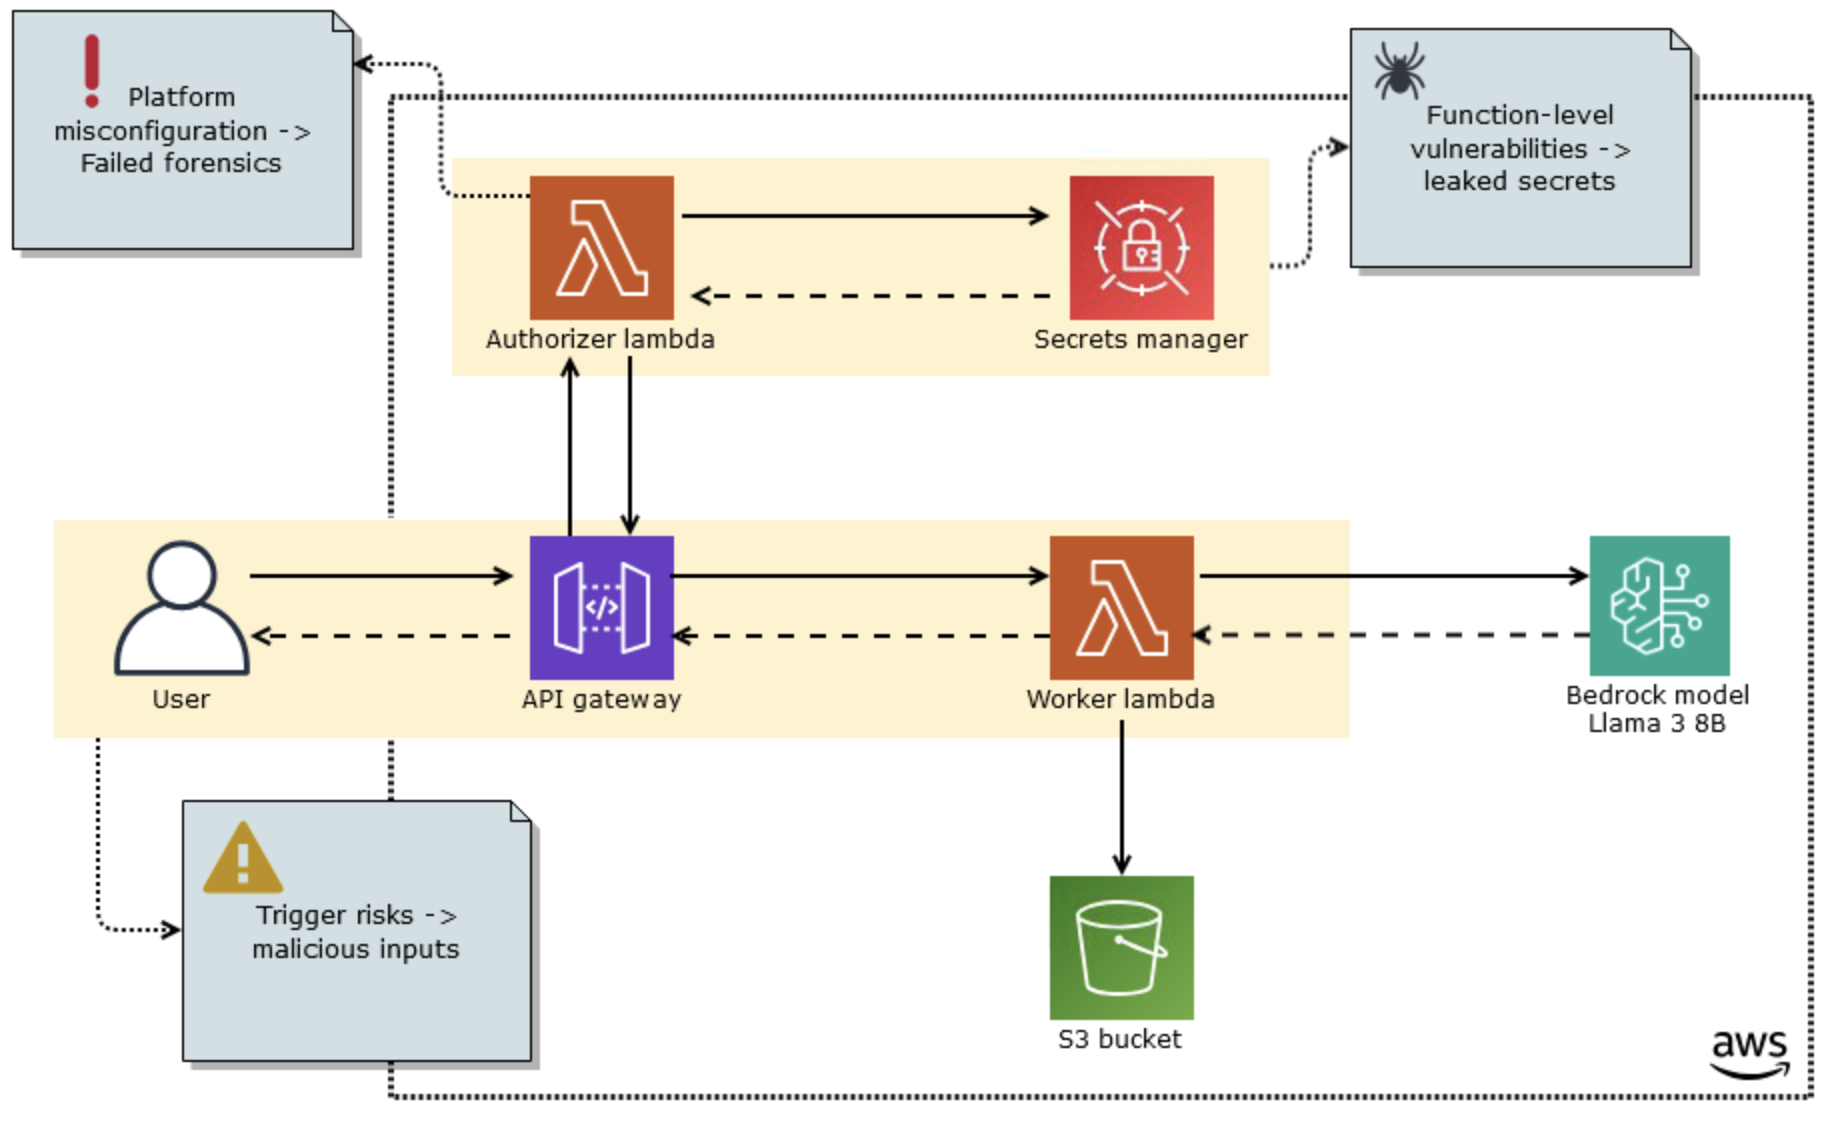 Platform
misconfiguration ->
Failed forensics
Function-level
vulnerabilities ->
leaked secrets
Authorizer lambda
Secrets manager
</>
User
API gateway
Worker lambda
Bedrock model
Llama 3 8B
Trigger risks ->
malicious inputs
S3 bucket
aws